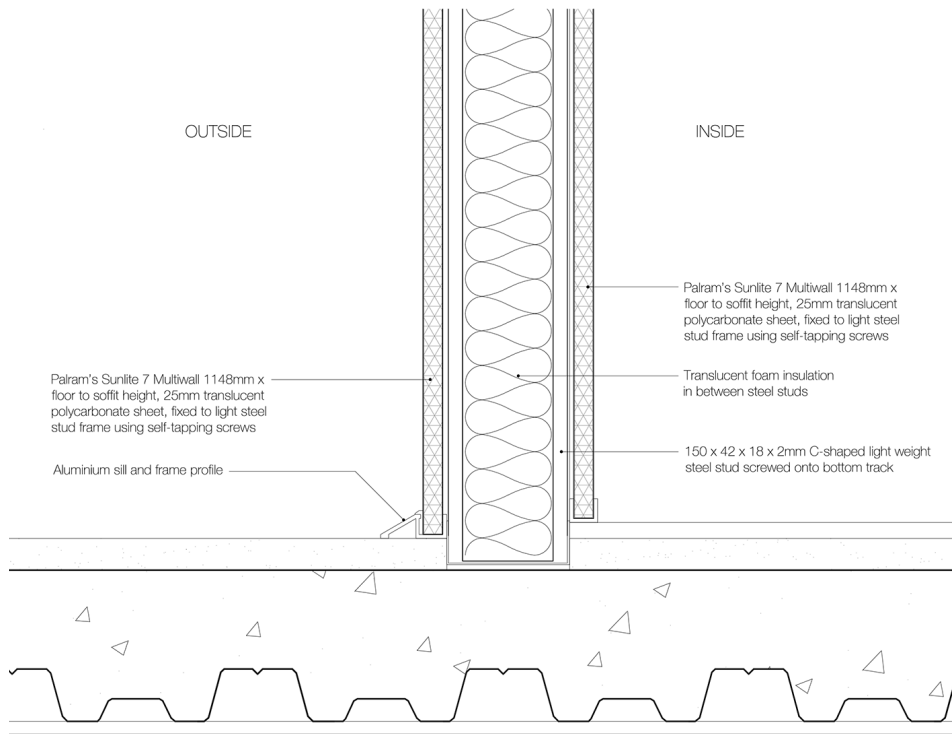 OUTSIDE
INSIDE
Palram's Sunlite 7 Multiwall 1148mm x
floor to soffit height, 25mm translucent
polycarbonate sheet, fixed to light steel
stud frame using self-tapping screws
Translucent foam insulation
in between steel studs
Palram's Sunlite 7 Multiwall 1148mm x
floor to soffit height, 25mm translucent
polycarbonate sheet, fixed to light steel
stud frame using self-tapping screws
150 x 42 x 18 x 2mm C-shaped light weight
steel stud screwed onto bottom track
Aluminium sill and frame profile